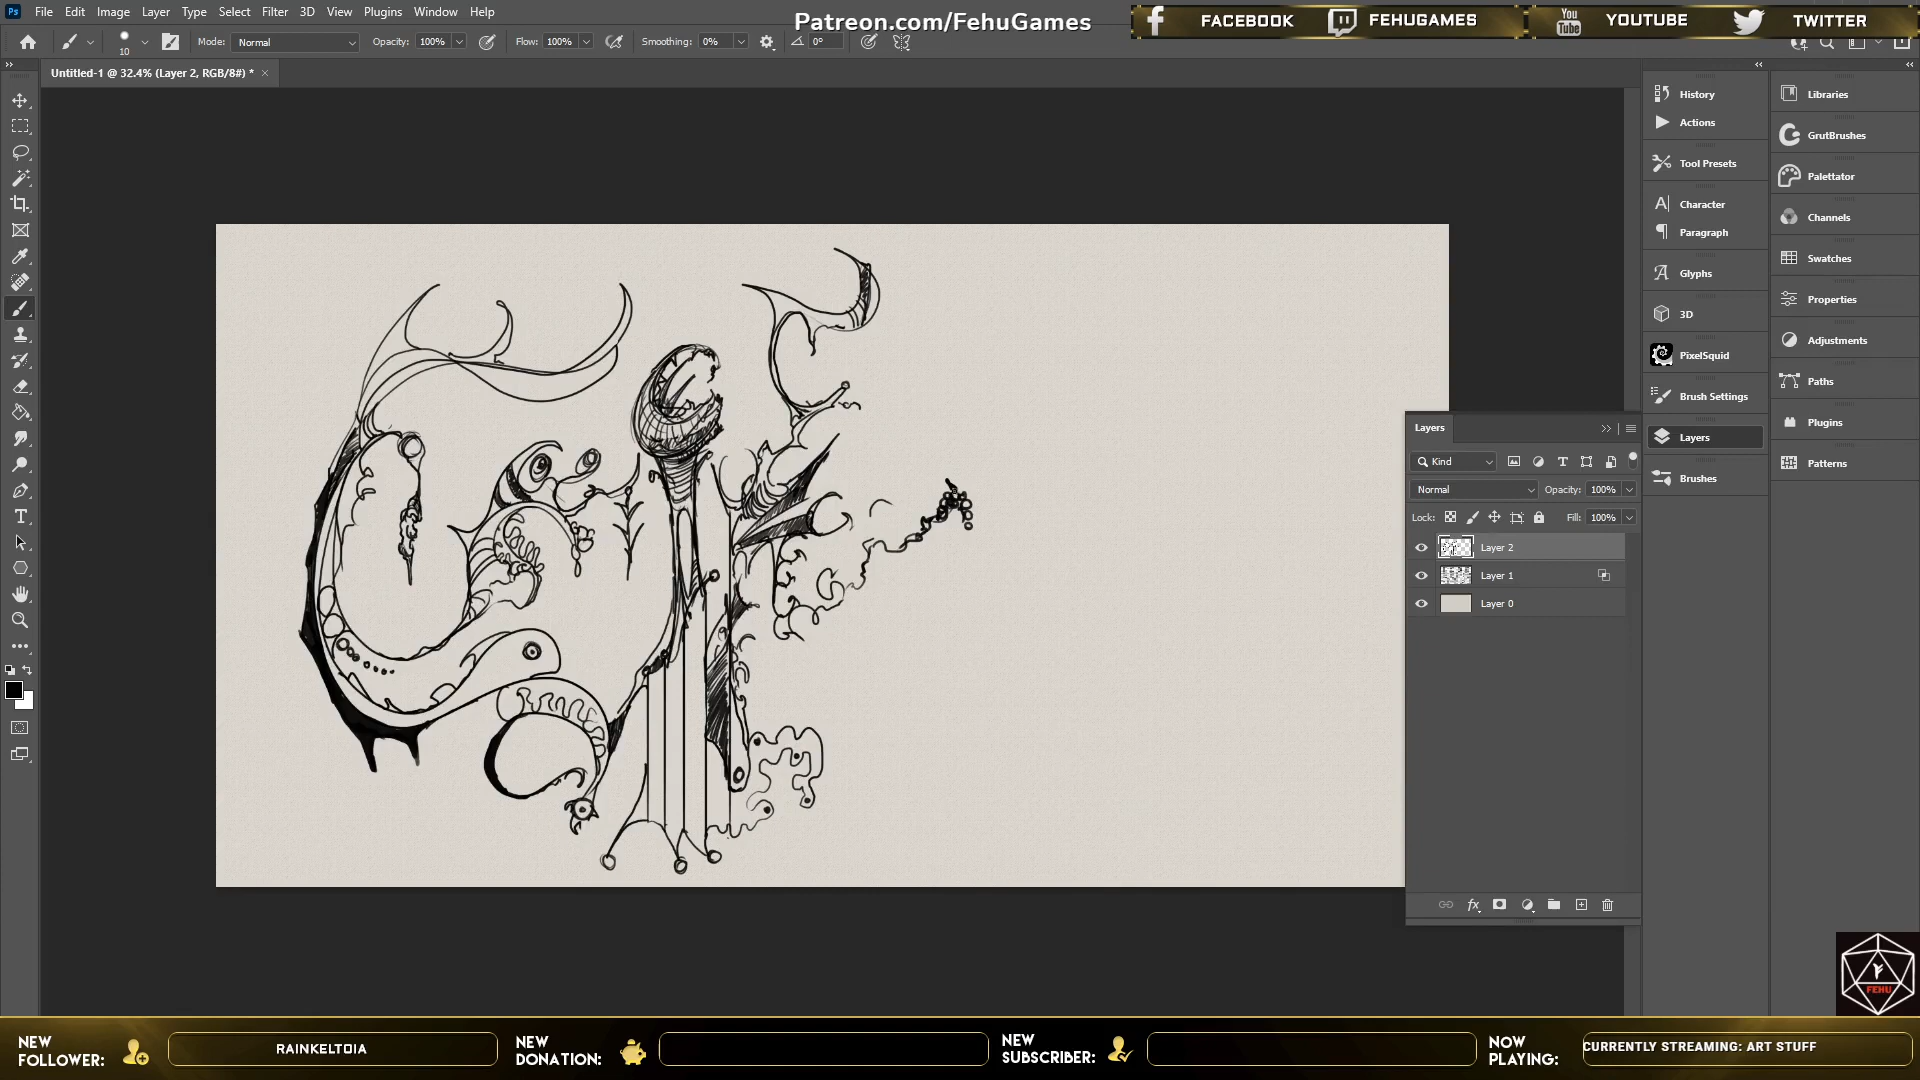 Ps File Edit Image Layer Type Select Filter 3D View Plugins Window Help
Patreon.com/FehuGames
FACEBOOK FEHUGAMES YOUTUBE TWITTER
10 Mode: Normal Opacity: 100% Flow: 100% Smoothing: 0% 0°
Untitled-1 @ 32.4% (Layer 2, RGB/8#) * ×
History
Actions
Tool Presets
Character
Paragraph
Glyphs
3D
PixelSquid
Brush Settings
Layers
Brushes
Libraries
GrutBrushes
Palettator
Channels
Swatches
Properties
Adjustments
Paths
Plugins
Patterns
Layers
Kind
Normal Opacity: 100%
Lock: Fill: 100%
Layer 2
Layer 1
Layer 0
fx
FEHU
NEW FOLLOWER: RAINKELTOIA
NEW DONATION:
NEW SUBSCRIBER:
NOW PLAYING: CURRENTLY STREAMING: ART STUFF